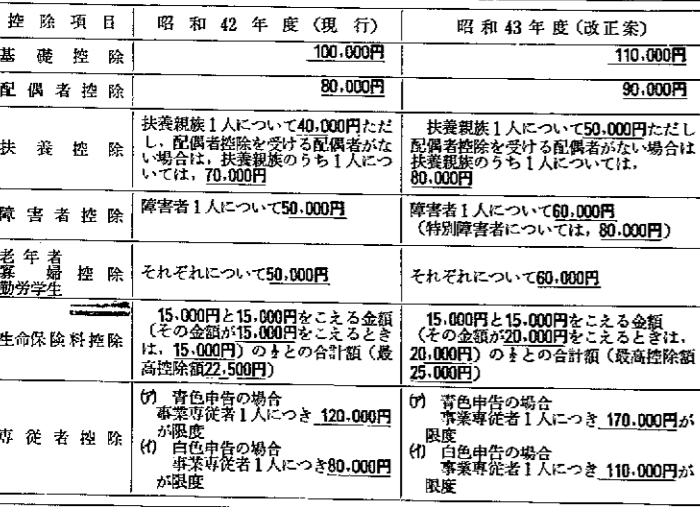 控除項目 昭和42年度(現行) 昭和43年度(改正案)
基礎控除 100,000円 110,000円
配偶者控除 80,000円 90,000円
扶養控除
扶養親族1人について40,000円ただ
し,配偶者控除を受ける配偶者がな
い場合は,扶養親族のうち1人につ
いては,70,000円
扶養親族1人について50,000円ただし
配偶者控除を受ける配偶者がない場合は
扶養親族のうち1人については,
80,000円
障害者控除
障害者1人について50,000円
障害者1人について60,000円
(特別障害者については,80,000円)
老年者
寡婦控除
勤労学生
それぞれについて50,000円
それぞれについて60,000円
生命保険料控除
15,000円と15,000円をこえる金額
(その金額が15,000円をこえるとき
は,15,000円)の½との合計額(最
高控除額22,500円)
15,000円と15,000円をこえる金額
(その金額が20,000円をこえるときは,
20,000円)の½との合計額(最高控除額
25,000円)
専従者控除
(ア) 青色申告の場合
事業専従者1人につき 120,000円
が限度
(イ) 白色申告の場合
事業専従者1人につき80,000円
が限度
(ア) 青色申告の場合
事業専従者1人につき 170,000円が
限度
(イ) 白色申告の場合
事業専従者1人につき 110,000円が
限度